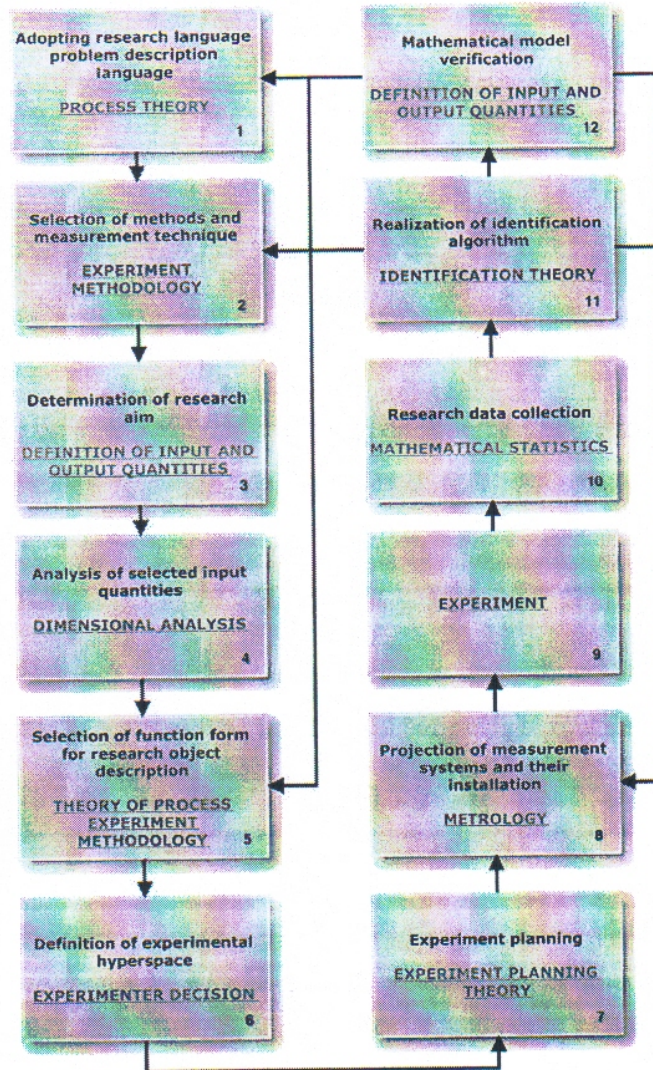 Adopting research language
problem description
language
PROCESS THEORY
1
Selection of methods and
measurement technique
EXPERIMENT
METHODOLOGY
2
Determination of research
aim
DEFINITION OF INPUT AND
OUTPUT QUANTITIES
3
Analysis of selected input
quantities
DIMENSIONAL ANALYSIS
4
Selection of function form
for research object
description
THEORY OF PROCESS
EXPERIMENT
METHODOLOGY
5
Definition of experimental
hyperspace
EXPERIMENTER DECISION
6
Experiment planning
EXPERIMENT PLANNING
THEORY
7
Projection of measurement
systems and their
installation
METROLOGY
8
EXPERIMENT
9
Research data collection
MATHEMATICAL STATISTICS
10
Realization of identification
algorithm
IDENTIFICATION THEORY
11
Mathematical model
verification
DEFINITION OF INPUT AND
OUTPUT QUANTITIES
12